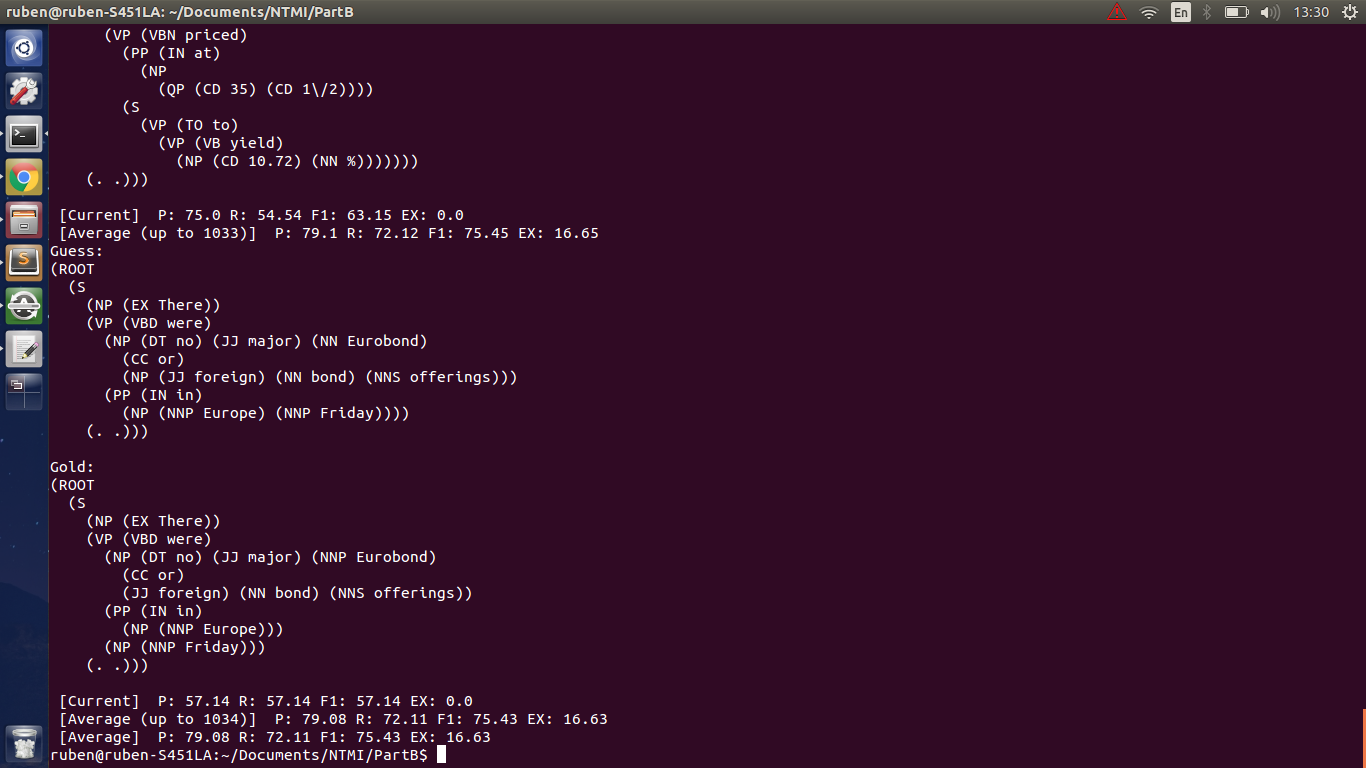 ruben@ruben-S451LA: ~/Documents/NTMI/PartB
En
13:30
(VP (VBN priced)
(PP (IN at)
(NP
(QP (CD 35) (CD 1\/2))))
(S
(VP (TO to)
(VP (VB yield)
(NP (CD 10.72) (NN %)))))))
(. .)))
[Current]  P: 75.0 R: 54.54 F1: 63.15 EX: 0.0
[Average (up to 1033)]  P: 79.1 R: 72.12 F1: 75.45 EX: 16.65
Guess:
(ROOT
(S
(NP (EX There))
(VP (VBD were)
(NP (DT no) (JJ major) (NN Eurobond)
(CC or)
(NP (JJ foreign) (NN bond) (NNS offerings)))
(PP (IN in)
(NP (NNP Europe) (NNP Friday))))
(. .)))
Gold:
(ROOT
(S
(NP (EX There))
(VP (VBD were)
(NP (DT no) (JJ major) (NNP Eurobond)
(CC or)
(JJ foreign) (NN bond) (NNS offerings))
(PP (IN in)
(NP (NNP Europe)))
(NP (NNP Friday)))
(. .)))
[Current]  P: 57.14 R: 57.14 F1: 57.14 EX: 0.0
[Average (up to 1034)]  P: 79.08 R: 72.11 F1: 75.43 EX: 16.63
[Average]  P: 79.08 R: 72.11 F1: 75.43 EX: 16.63
ruben@ruben-S451LA:~/Documents/NTMI/PartB$